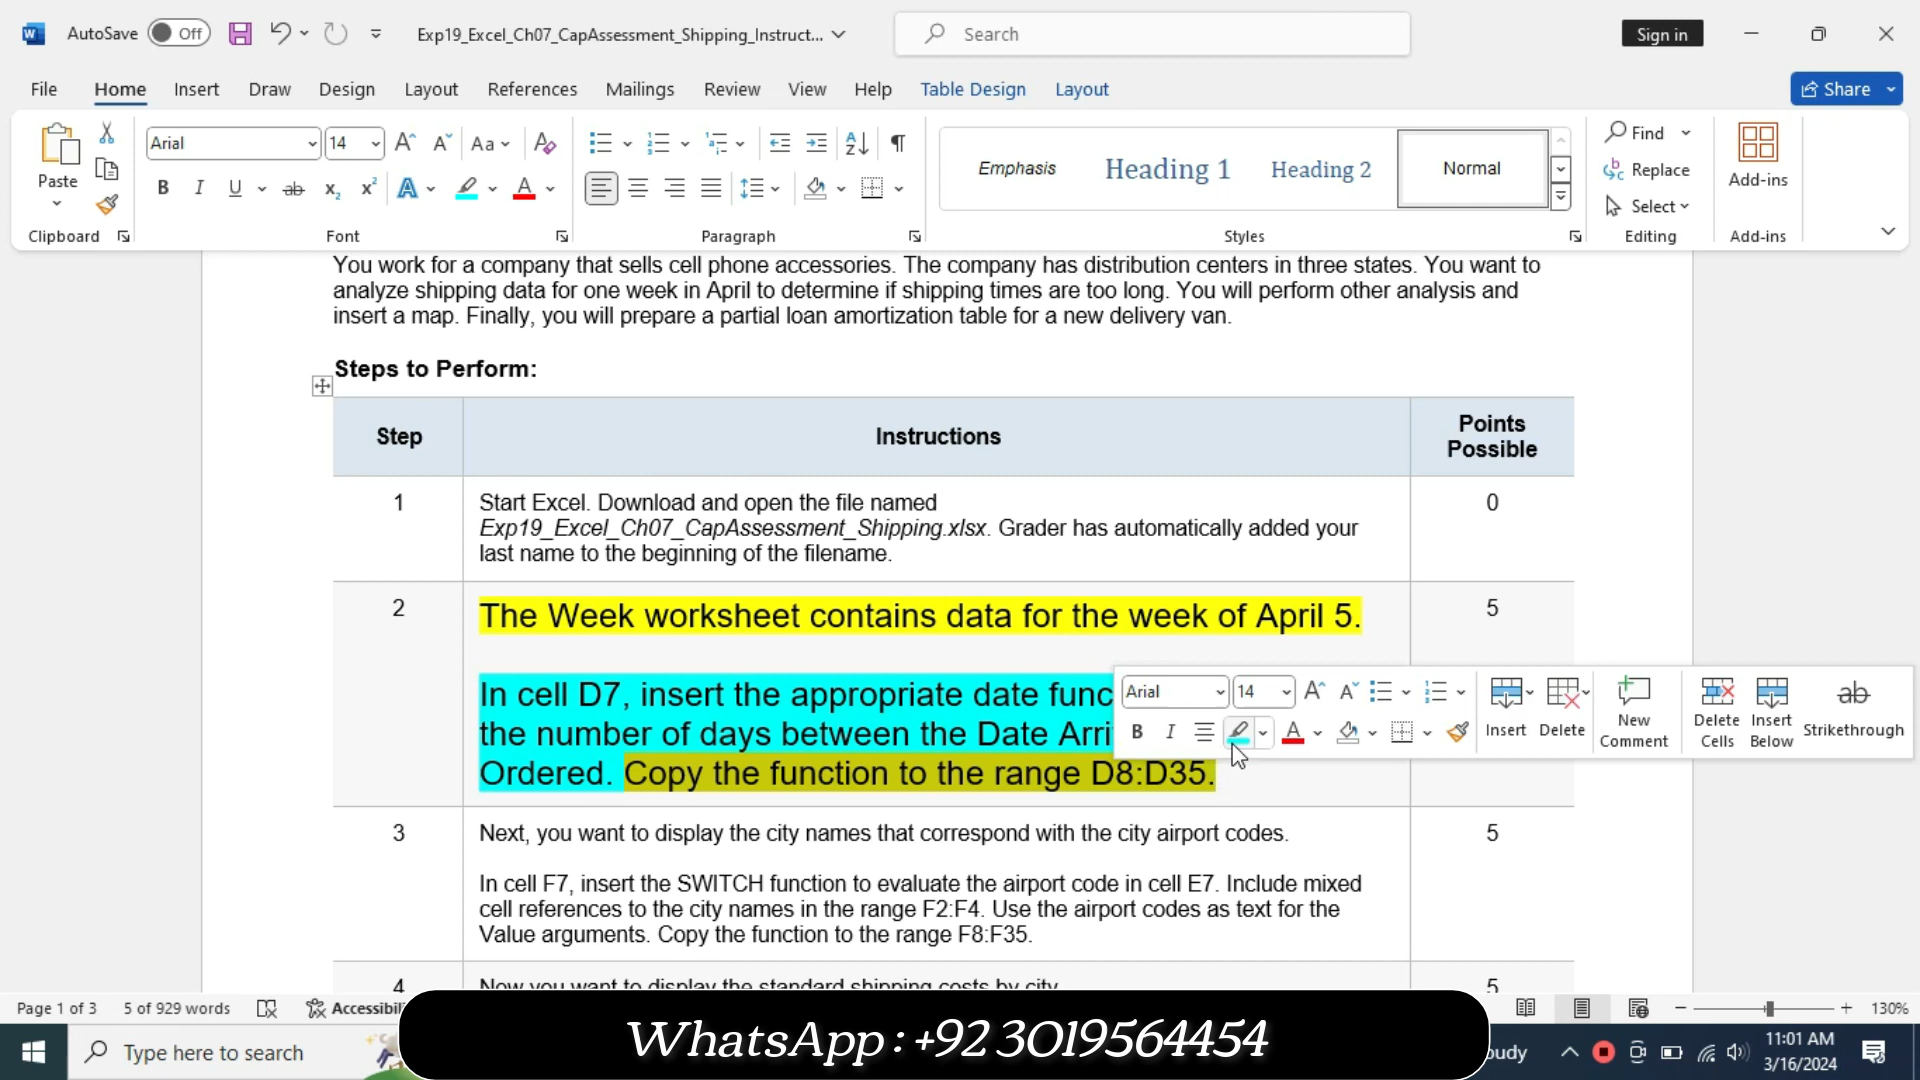 AutoSave Off Exp19_Excel_Ch07_CapAssessment_Shipping_Instruct... Search Sign in
File Home Insert Draw Design Layout References Mailings Review View Help Table Design Layout Share
Paste Arial 14 Aa Emphasis Heading 1 Heading 2 Normal Find Replace Select Add-ins
Clipboard Font Paragraph Styles Editing Add-ins
You work for a company that sells cell phone accessories. The company has distribution centers in three states. You want to
analyze shipping data for one week in April to determine if shipping times are too long. You will perform other analysis and
insert a map. Finally, you will prepare a partial loan amortization table for a new delivery van.
Steps to Perform:
Step Instructions Points
Possible
1 Start Excel. Download and open the file named 0
Exp19_Excel_Ch07_CapAssessment_Shipping.xlsx. Grader has automatically added your
last name to the beginning of the filename.
2 The Week worksheet contains data for the week of April 5. 5
In cell D7, insert the appropriate date func
the number of days between the Date Arri
Ordered. Copy the function to the range D8:D35.
Arial 14 Insert Delete New Comment Delete Cells Insert Below Strikethrough
3 Next, you want to display the city names that correspond with the city airport codes. 5
In cell F7, insert the SWITCH function to evaluate the airport code in cell E7. Include mixed
cell references to the city names in the range F2:F4. Use the airport codes as text for the
Value arguments. Copy the function to the range F8:F35.
4 Now you want to display the standard shipping costs by city. 5
Page 1 of 3 5 of 929 words Accessibili 130%
WhatsApp : +92 3019564454
Type here to search oudy 11:01 AM
3/16/2024